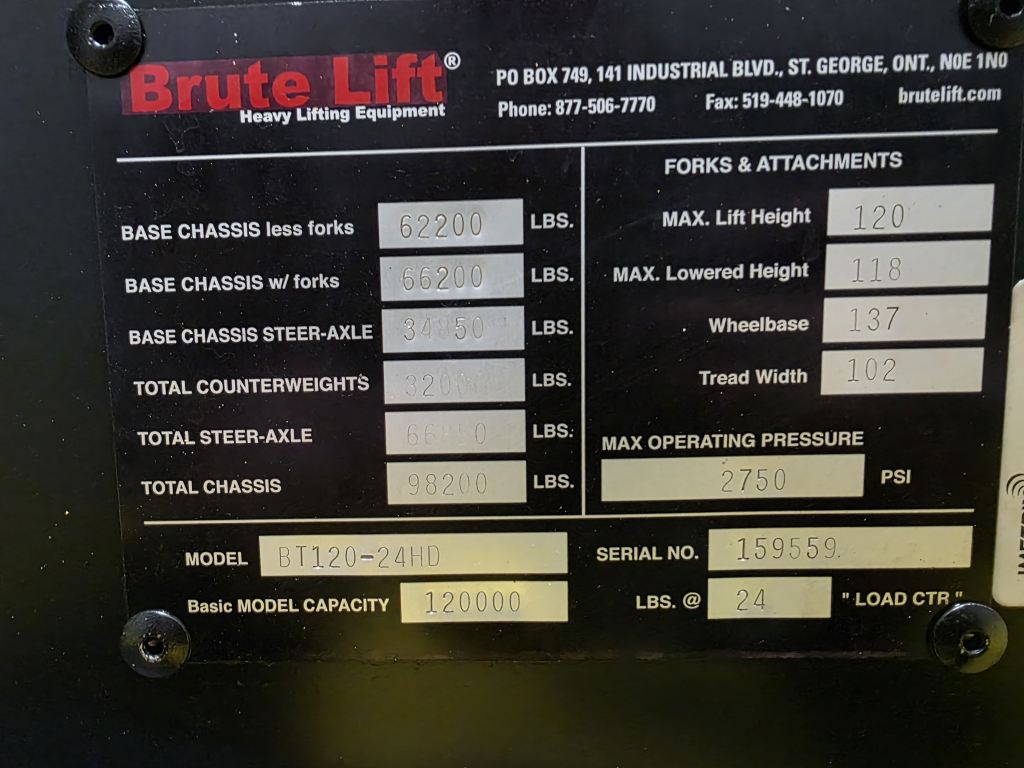 Brute Lift®
Heavy Lifting Equipment
PO BOX 749, 141 INDUSTRIAL BLVD., ST. GEORGE, ONT., N0E 1N0
Phone: 877-506-7770 Fax: 519-448-1070 brutelift.com
BASE CHASSIS less forks 62200 LBS.
BASE CHASSIS w/ forks 66200 LBS.
BASE CHASSIS STEER-AXLE 34850 LBS.
TOTAL COUNTERWEIGHTS 32000 LBS.
TOTAL STEER-AXLE LBS.
TOTAL CHASSIS 98200 LBS.
FORKS & ATTACHMENTS
MAX. Lift Height 120
MAX. Lowered Height 118
Wheelbase 137
Tread Width 102
MAX OPERATING PRESSURE
2750 PSI
MODEL BT120-24HD SERIAL NO. 159559
Basic MODEL CAPACITY 120000 LBS. @ 24 " LOAD CTR "